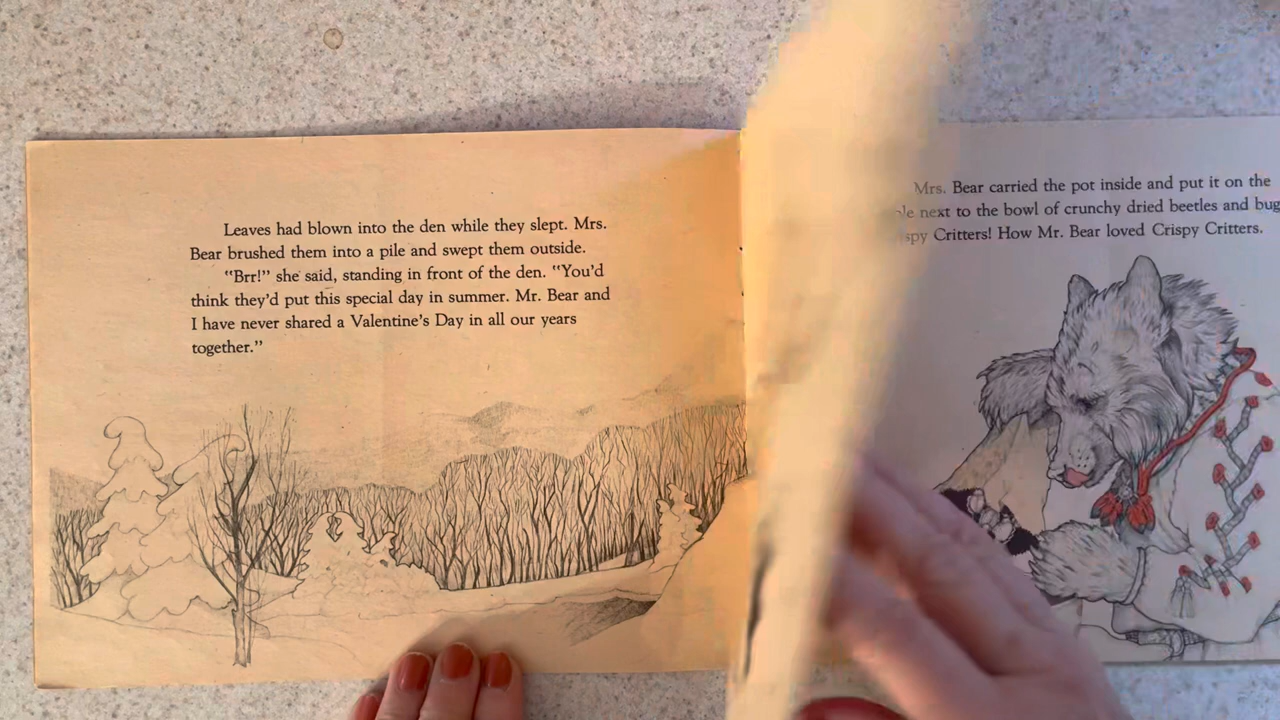 Leaves had blown into the den while they slept. Mrs.
Bear brushed them into a pile and swept them outside.
"Brr!" she said, standing in front of the den. "You'd
think they'd put this special day in summer. Mr. Bear and
I have never shared a Valentine's Day in all our years
together."
Mrs. Bear carried the pot inside and put it on the
next to the bowl of crunchy dried beetles and
Critters! How Mr. Bear loved Crispy Critters.